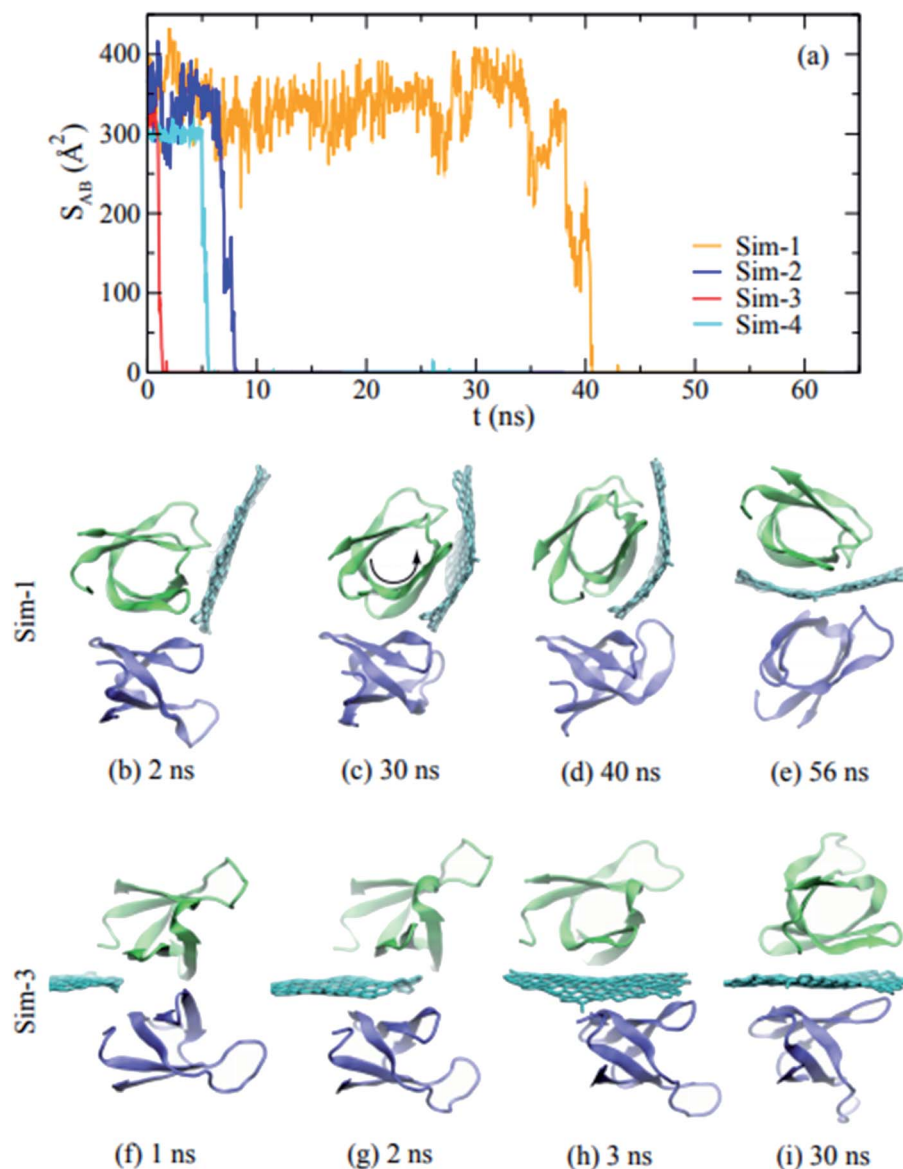 (a)
400
300
200
100
0
S_AB (Å²)
Sim-1
Sim-2
Sim-3
Sim-4
0 10 20 30 40 50 60
t (ns)
Sim-1
(b) 2 ns (c) 30 ns (d) 40 ns (e) 56 ns
Sim-3
(f) 1 ns (g) 2 ns (h) 3 ns (i) 30 ns